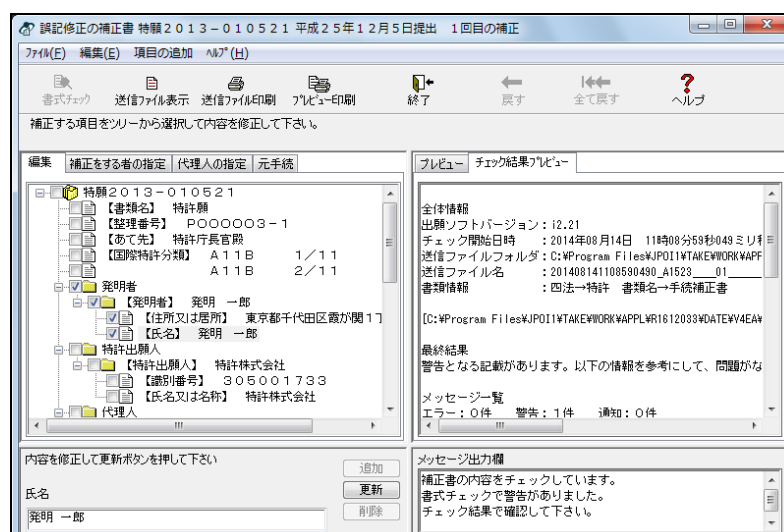 誤記修正の補正書 特願２０１３－０１０５２１ 平成２５年１２月５日提出　１回目の補正
ﾌｧｲﾙ(F)　編集(E)　項目の追加　ﾍﾙﾌﾟ(H)
書式ﾁｪｯｸ　送信ﾌｧｲﾙ表示　送信ﾌｧｲﾙ印刷　ﾌﾟﾚﾋﾞｭｰ印刷　終了　戻す　全て戻す　ヘルプ
補正する項目をツリーから選択して内容を修正して下さい。
編集　補正をする者の指定　代理人の指定　元手続
特願２０１３－０１０５２１
【書類名】　特許願
【整理番号】　Ｐ００００３－１
【あて先】　特許庁長官殿
【国際特許分類】　Ａ１１Ｂ　１／１１
Ａ１１Ｂ　２／１１
発明者
【発明者】　発明　一郎
【住所又は居所】　東京都千代田区霞が関１丁
【氏名】　発明　一郎
特許出願人
【特許出願人】　特許株式会社
【識別番号】　３０５００１７３３
【氏名又は名称】　特許株式会社
代理人
プレビュー　チェック結果プレビュー
全体情報
出願ソフトバージョン：i2.21
チェック開始日時　：2014年08月14日　11時08分59秒049ミリ
送信ファイルフォルダ：C:¥Program Files¥JPOI1¥TAKE¥WORK¥APP
送信ファイル名　：201408141108590490_A1523____01______
書類情報　：四法→特許　書類名→手続補正書
[C:¥Program Files¥JPOI1¥TAKE¥WORK¥APPL¥R1612033¥DATE¥V4EA¥
最終結果
警告となる記載があります。以下の情報を参考にして、問題がな
メッセージ一覧
エラー：０件　警告：１件　通知：０件
内容を修正して更新ボタンを押して下さい
追加
更新
削除
氏名
発明 一郎
メッセージ出力欄
補正書の内容をチェックしています。
書式チェックで警告がありました。
チェック結果で確認して下さい。